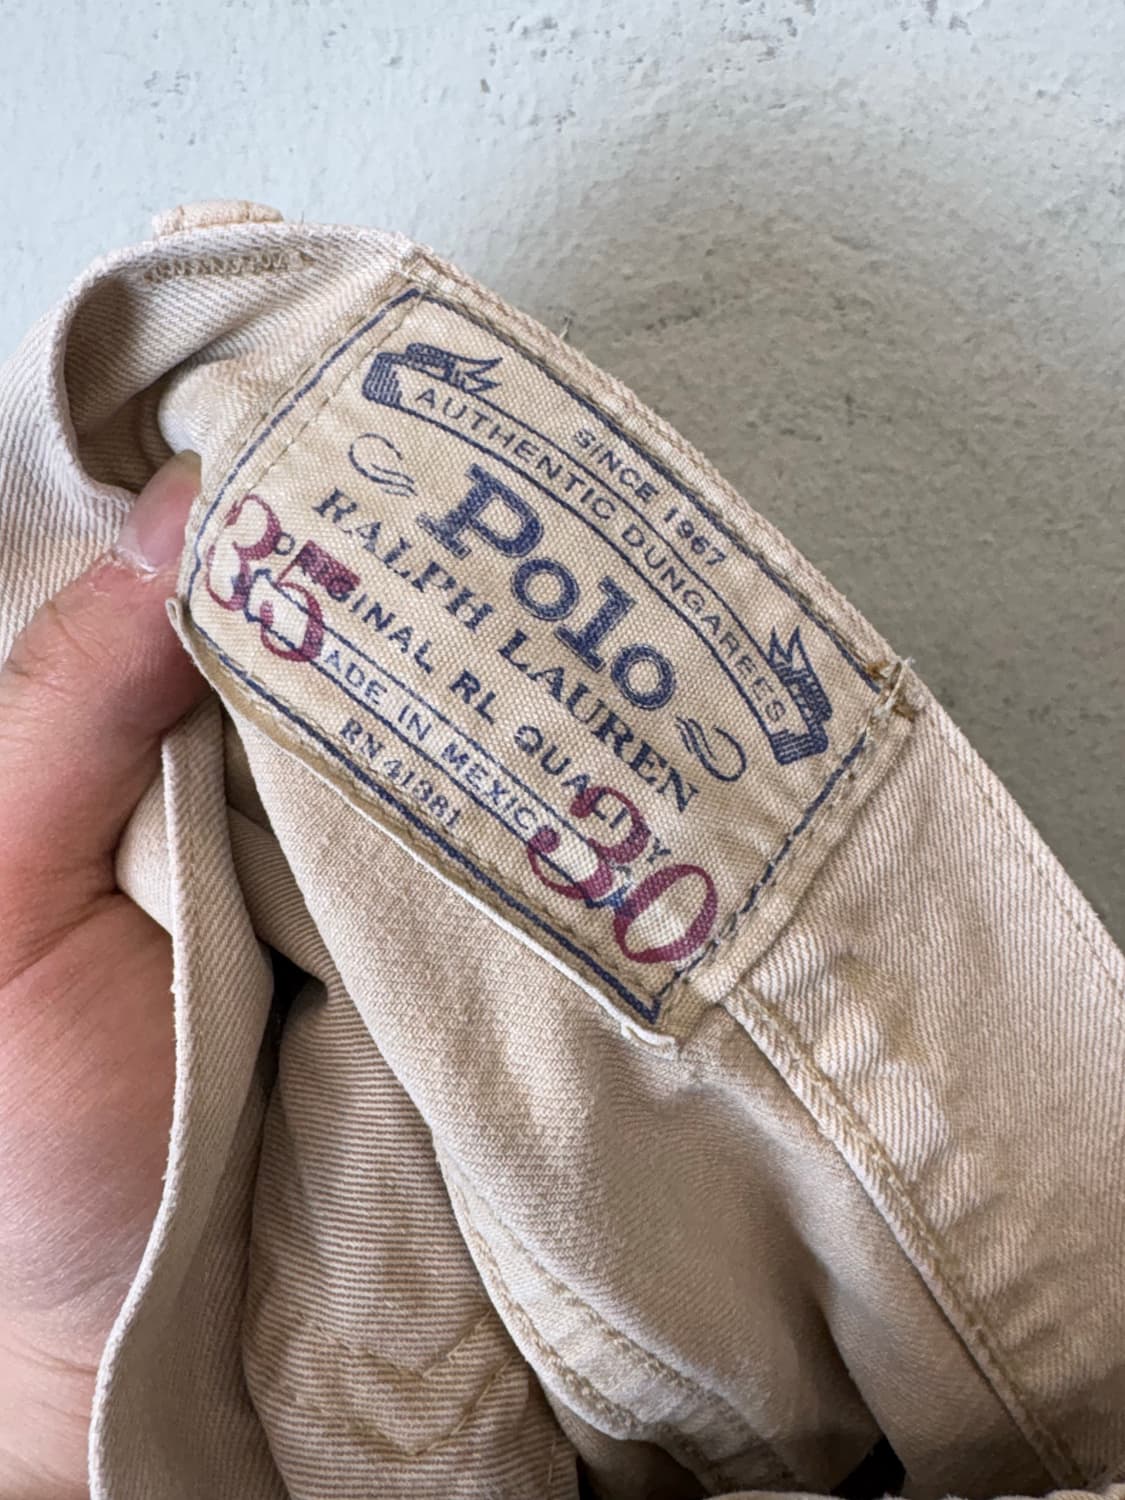 SINCE 1967
AUTHENTIC DUNGAREES
Polo
RALPH LAUREN
ORIGINAL RL QUALITY
MADE IN MEXICO
RN 41381
35 30